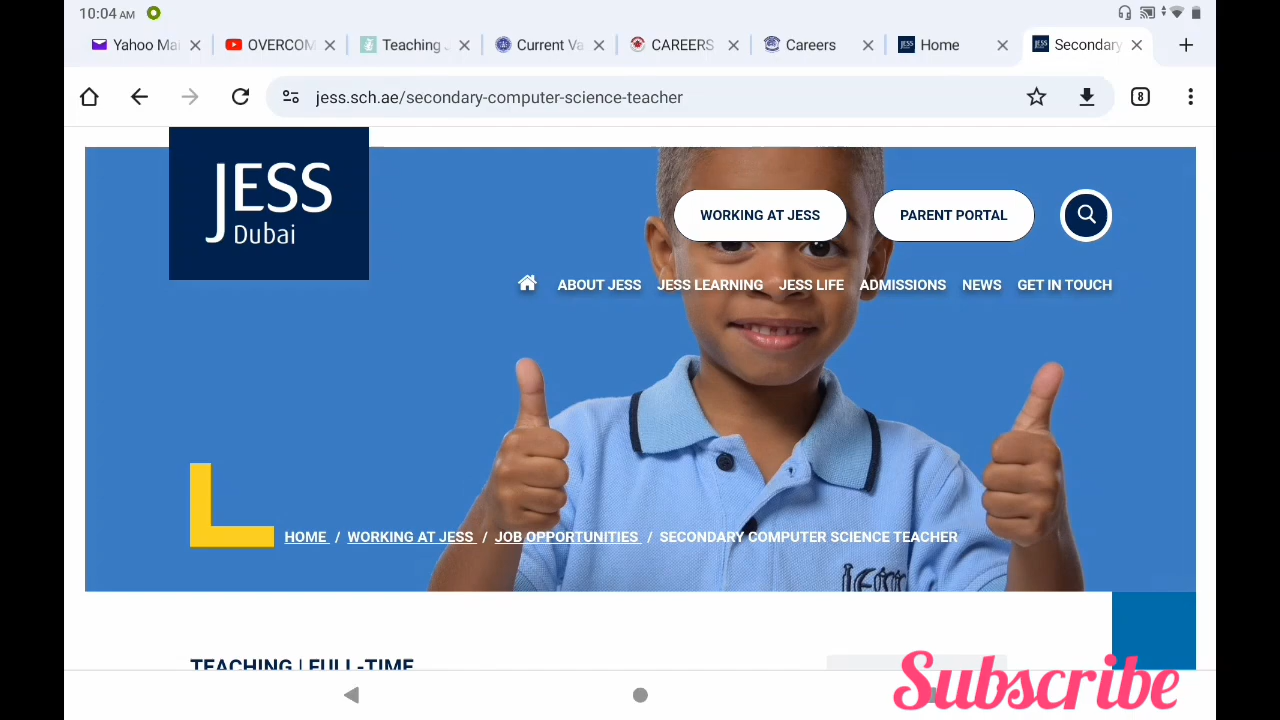 10:04 AM
Yahoo Mai
OVERCOM
Teaching
Current Va
CAREERS
Careers
Home
Secondary
jess.sch.ae/secondary-computer-science-teacher
8
JESS
Dubai
WORKING AT JESS
PARENT PORTAL
ABOUT JESS
JESS LEARNING
JESS LIFE
ADMISSIONS
NEWS
GET IN TOUCH
HOME / WORKING AT JESS / JOB OPPORTUNITIES / SECONDARY COMPUTER SCIENCE TEACHER
TEACHING | FULL-TIME
Subscribe